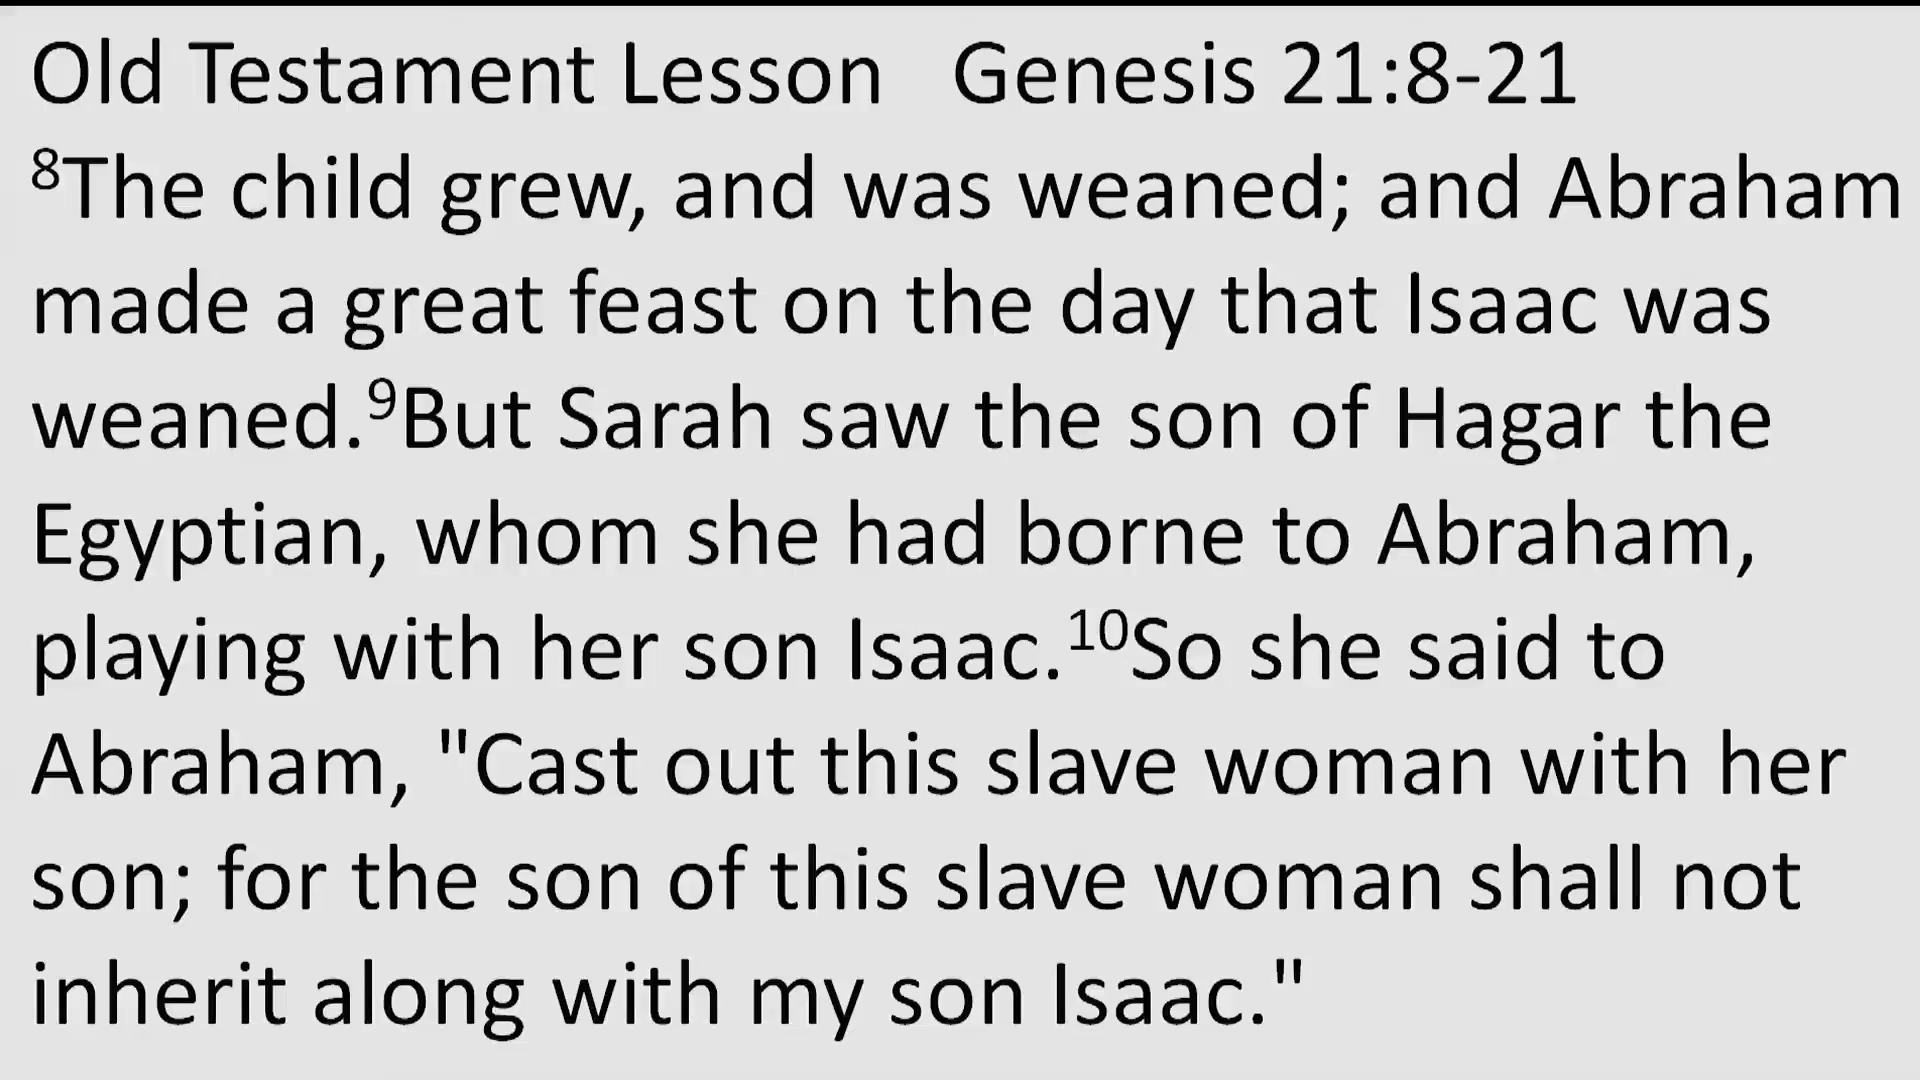 Old Testament Lesson   Genesis 21:8-21
⁸The child grew, and was weaned; and Abraham
made a great feast on the day that Isaac was
weaned.⁹But Sarah saw the son of Hagar the
Egyptian, whom she had borne to Abraham,
playing with her son Isaac.¹⁰So she said to
Abraham, "Cast out this slave woman with her
son; for the son of this slave woman shall not
inherit along with my son Isaac."